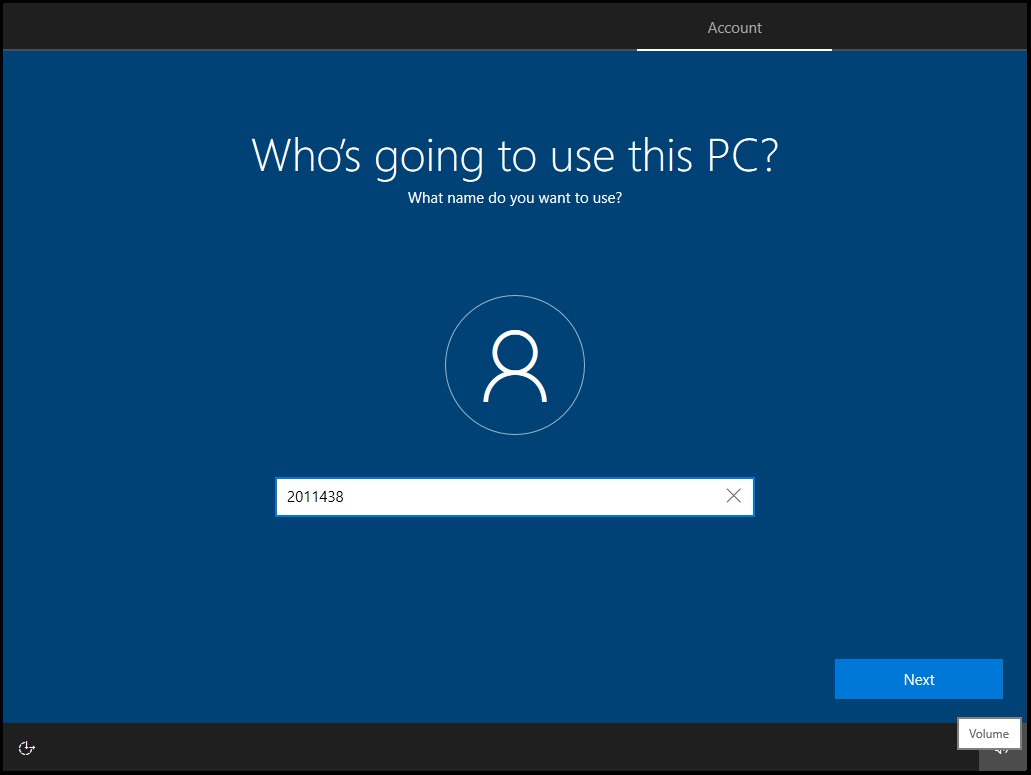 Account
Who's going to use this PC?
What name do you want to use?
2011438
Next
Volume